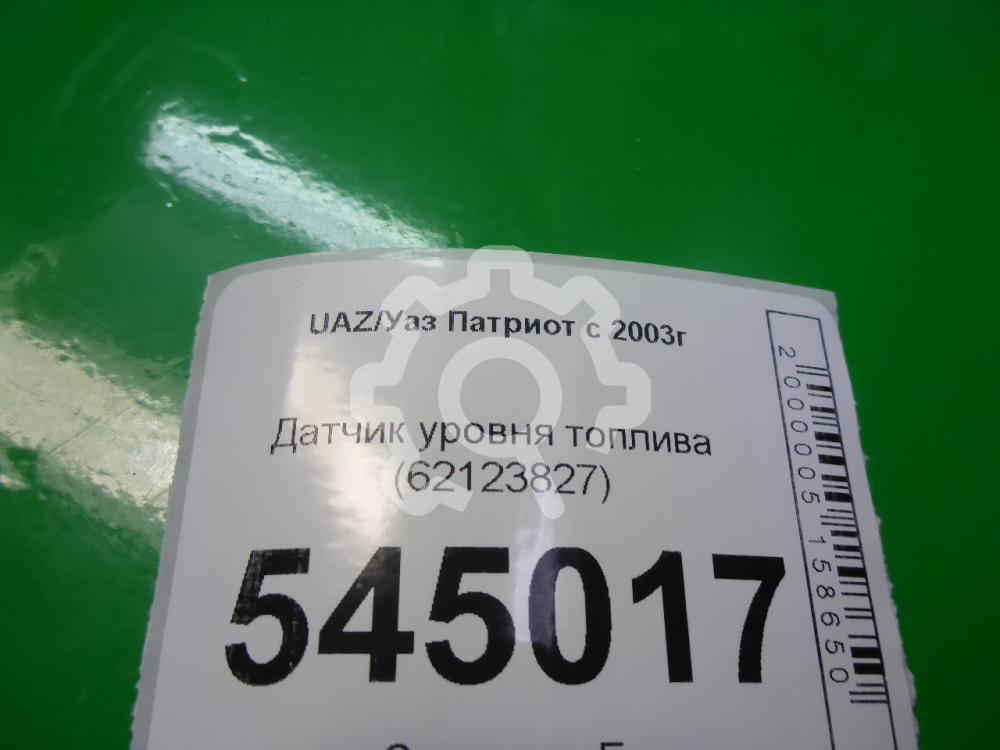 UAZ/Уаз Патриот с 2003г
Датчик уровня топлива
(62123827)
545017
2000005158650